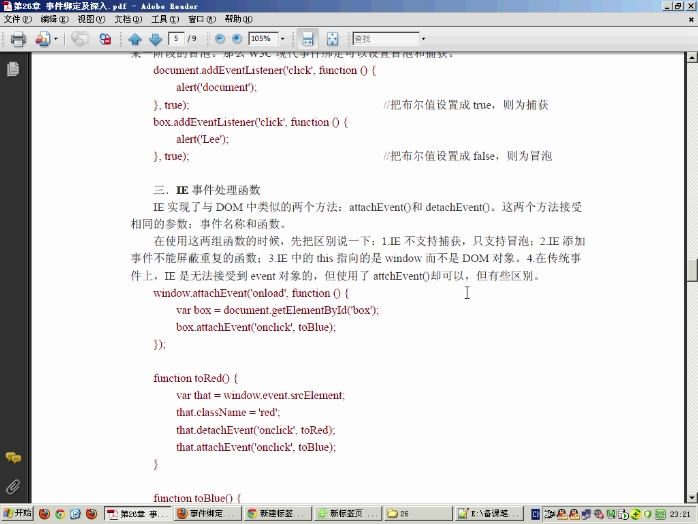 第26章 事件绑定及深入.pdf - Adobe Reader
文件(F) 编辑(E) 视图(V) 文档(D) 工具(T) 窗口(W) 帮助(H)
5 / 9 105% 查找
某一阶段的冒泡。那么 W3C 现代事件绑定可以设置冒泡和捕获。
document.addEventListener('click', function () {
alert('document');
}, true); //把布尔值设置成 true，则为捕获
box.addEventListener('click', function () {
alert('Lee');
}, true); //把布尔值设置成 false，则为冒泡
三．IE 事件处理函数
IE 实现了与 DOM 中类似的两个方法：attachEvent()和 detachEvent()。这两个方法接受
相同的参数：事件名称和函数。
在使用这两组函数的时候，先把区别说一下：1.IE 不支持捕获，只支持冒泡；2.IE 添加
事件不能屏蔽重复的函数；3.IE 中的 this 指向的是 window 而不是 DOM 对象。4.在传统事
件上，IE 是无法接受到 event 对象的，但使用了 attchEvent()却可以，但有些区别。
window.attachEvent('onload', function () {
var box = document.getElementById('box');
box.attachEvent('onclick', toBlue);
});
function toRed() {
var that = window.event.srcElement;
that.className = 'red';
that.detachEvent('onclick', toRed);
that.attachEvent('onclick', toBlue);
}
function toBlue() {
开始 第26章 事... 事件绑定... 新建标签... 新标签页 ... 26 E:\备课笔... 23:21